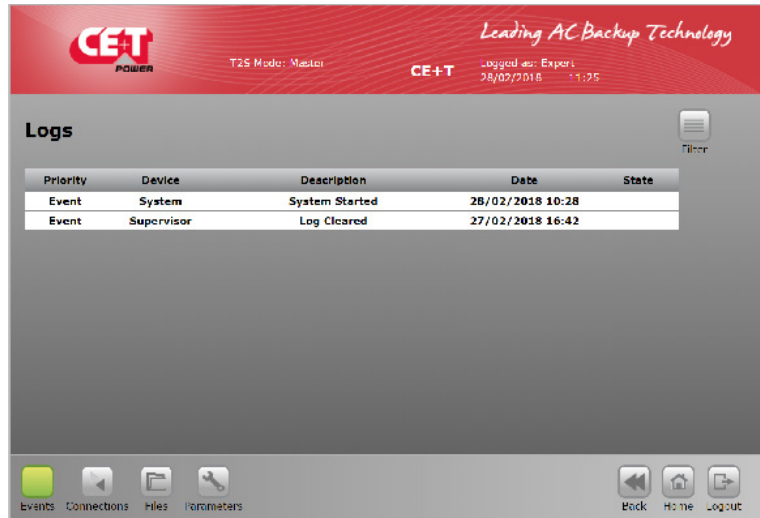 CE+T
POWER
Leading AC Backup Technology
T2S Mode: Master
CE+T
Logged as: Expert
28/02/2018 11:25
Logs
Filter
Priority Device Description Date State
Event System System Started 28/02/2018 10:28
Event Supervisor Log Cleared 27/02/2018 16:42
Events Connections Files Parameters Back Home Logout